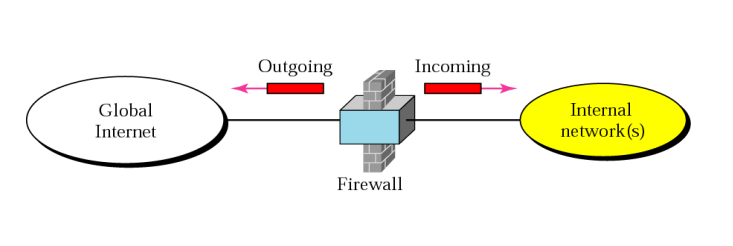 Outgoing
Incoming
Global
Internet
Internal
network(s)
Firewall